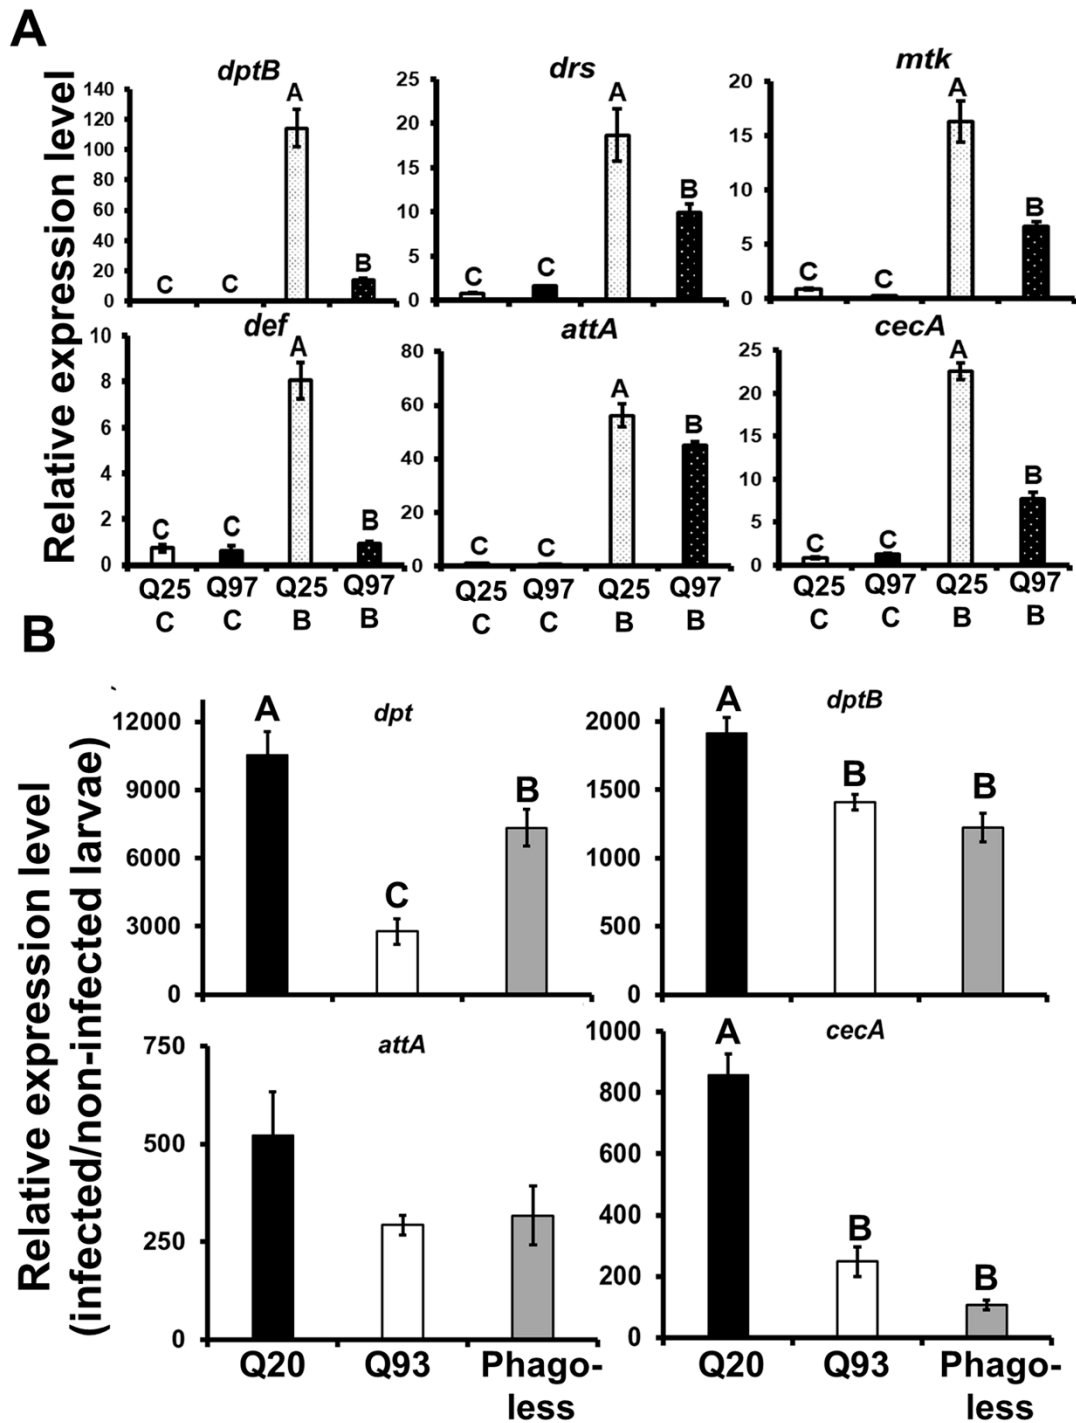 A
Relative expression level
dptB
140
120
100
80
60
40
20
0
C
C
A
B
drs
25
20
15
10
5
0
C
C
A
B
mtk
20
15
10
5
0
C
C
A
B
def
10
8
6
4
2
0
C
C
A
B
Q25 Q97 Q25 Q97
C C B B
attA
80
60
40
20
0
C
C
A
B
Q25 Q97 Q25 Q97
C C B B
cecA
25
20
15
10
5
0
C
C
A
B
Q25 Q97 Q25 Q97
C C B B
B
Relative expression level
(infected/non-infected larvae)
dpt
12000
9000
6000
3000
0
A
C
B
dptB
2000
1500
1000
500
0
A
B
B
attA
750
500
250
0
Q20 Q93 Phago-
less
cecA
1000
800
600
400
200
0
A
B
B
Q20 Q93 Phago-
less